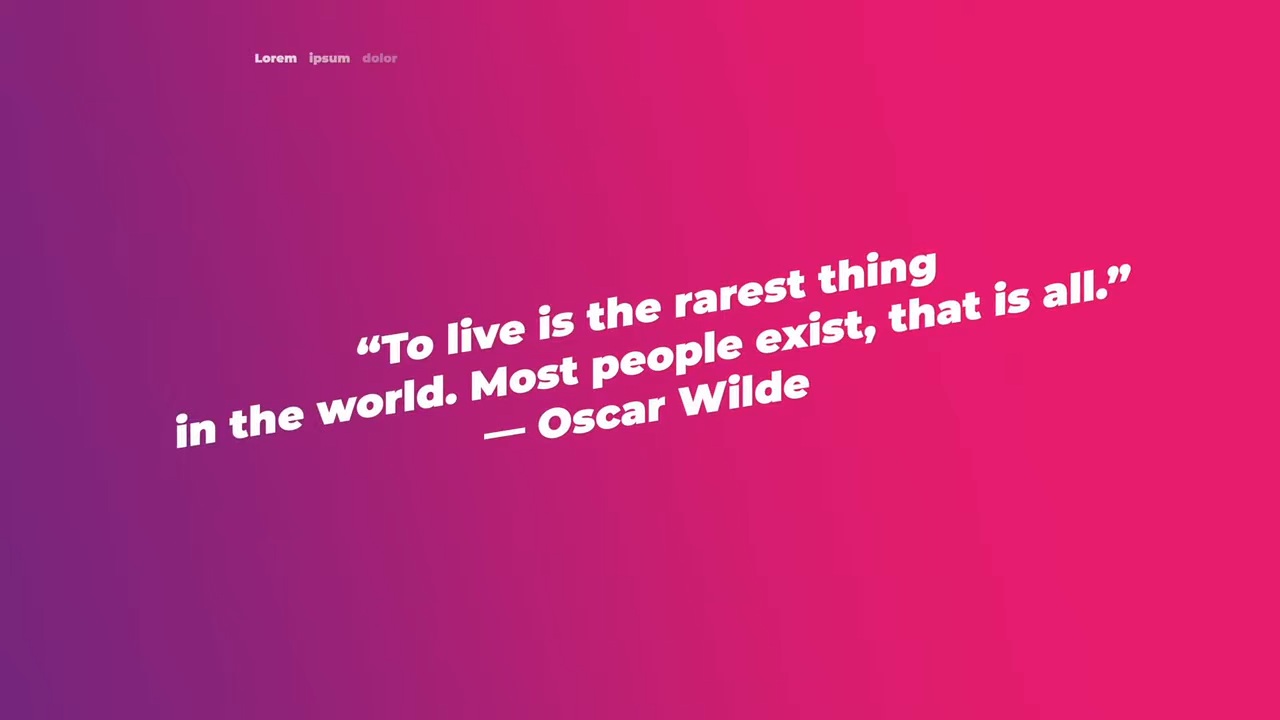 Lorem ipsum dolor
“To live is the rarest thing
in the world. Most people exist, that is all.”
— Oscar Wilde